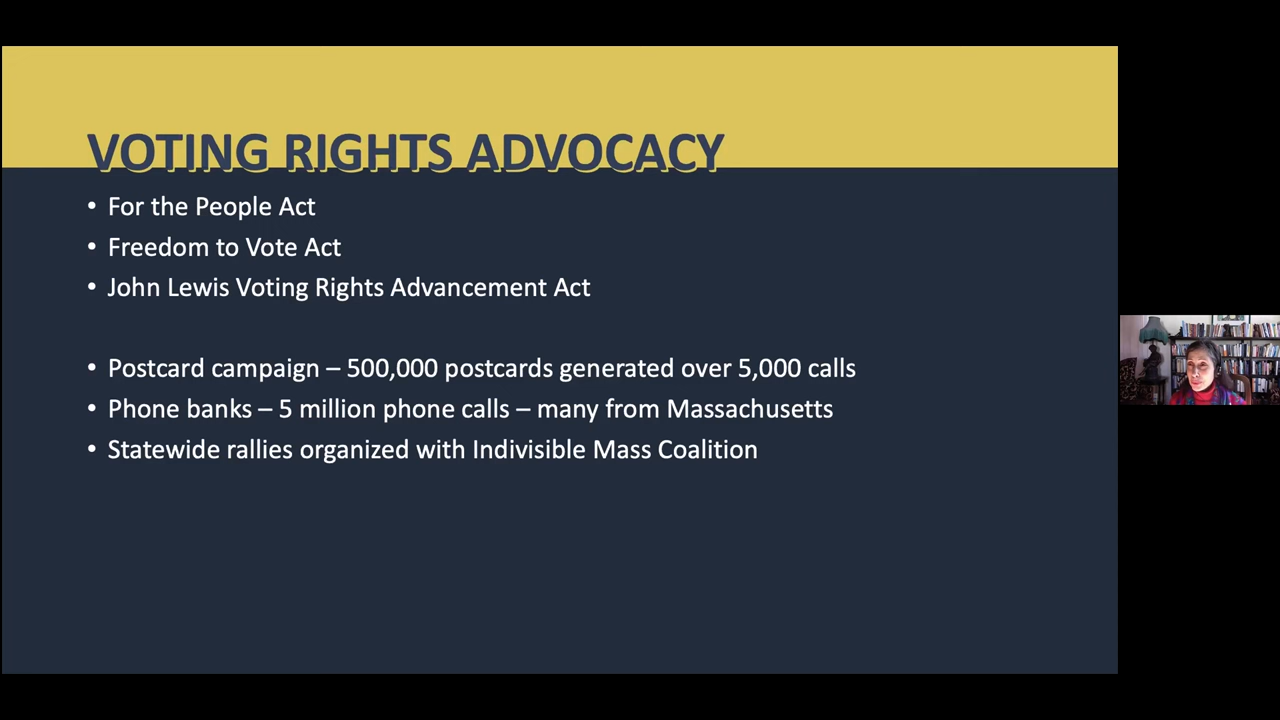 VOTING RIGHTS ADVOCACY
• For the People Act
• Freedom to Vote Act
• John Lewis Voting Rights Advancement Act
• Postcard campaign – 500,000 postcards generated over 5,000 calls
• Phone banks – 5 million phone calls – many from Massachusetts
• Statewide rallies organized with Indivisible Mass Coalition